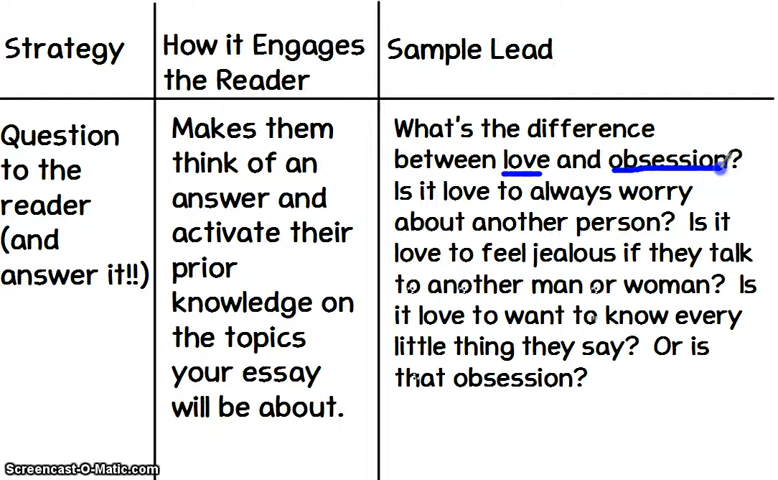 Strategy
How it Engages
the Reader
Sample Lead
Question
to the
reader
(and
answer it!!)
Makes them
think of an
answer and
activate their
prior
knowledge on
the topics
your essay
will be about.
What's the difference
between love and obsession?
Is it love to always worry
about another person? Is it
love to feel jealous if they talk
to another man or woman? Is
it love to want to know every
little thing they say? Or is
that obsession?
Screencast-O-Matic.com